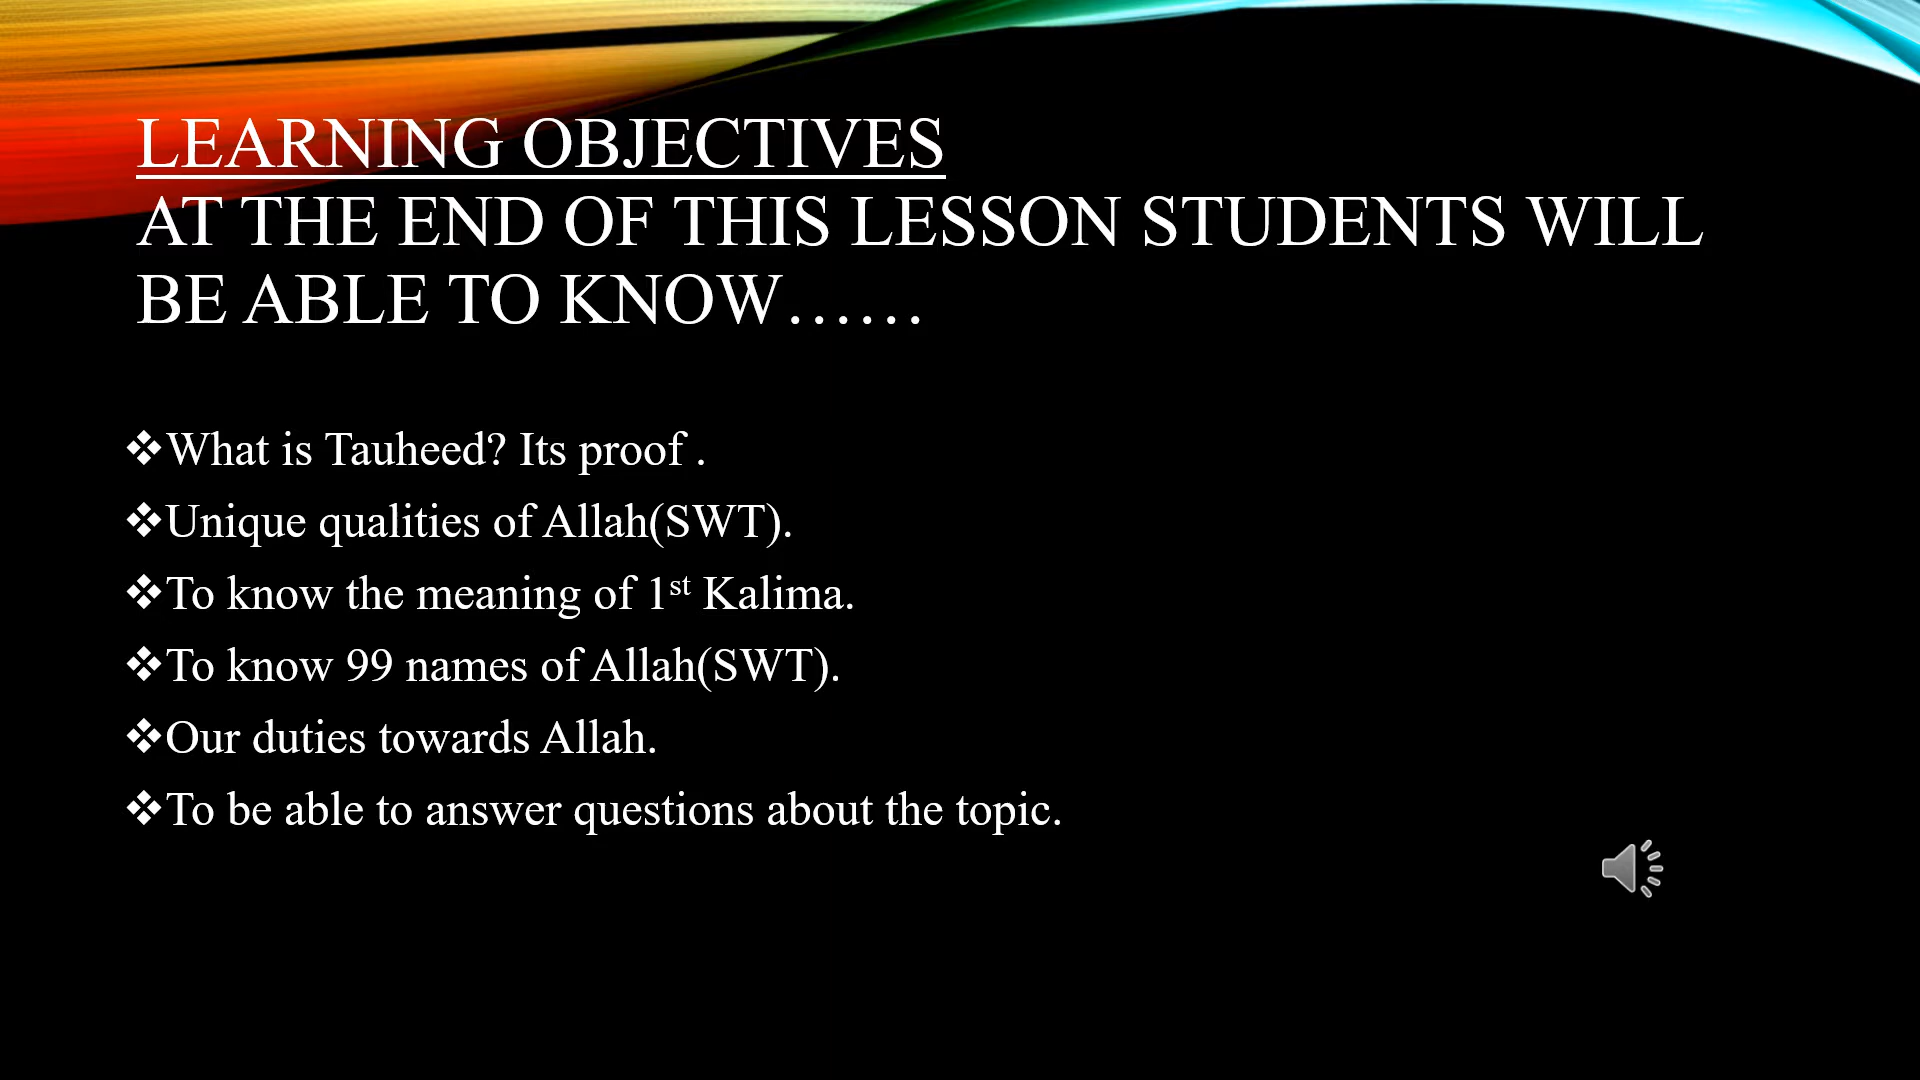 LEARNING OBJECTIVES
AT THE END OF THIS LESSON STUDENTS WILL
BE ABLE TO KNOW……
❖What is Tauheed? Its proof .
❖Unique qualities of Allah(SWT).
❖To know the meaning of 1st Kalima.
❖To know 99 names of Allah(SWT).
❖Our duties towards Allah.
❖To be able to answer questions about the topic.